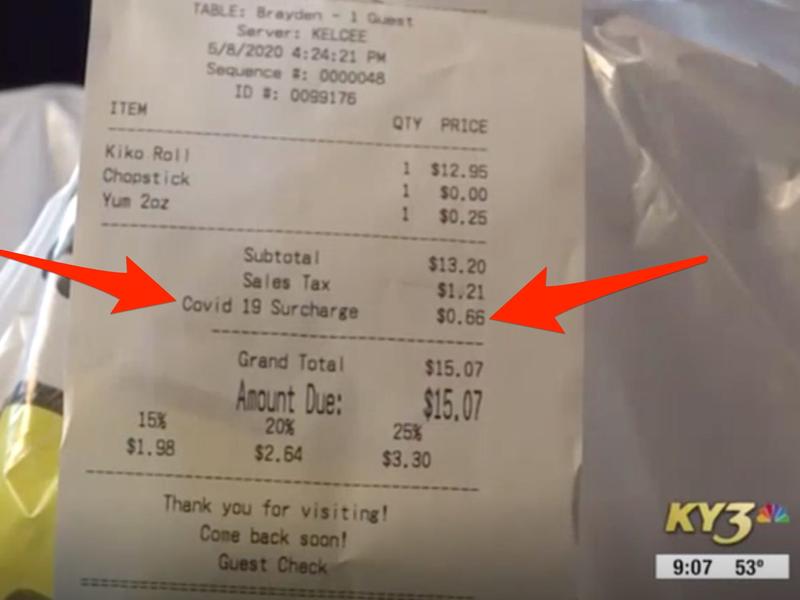 TABLE: Brayden - 1 Guest
Server: KELCEE
5/8/2020 4:24:21 PM
Sequence #: 0000048
ID #: 0099176
ITEM QTY PRICE
Kiko Roll 1 $12.95
Chopstick 1 $0.00
Yum 2oz 1 $0.25
Subtotal $13.20
Sales Tax $1.21
Covid 19 Surcharge $0.66
Grand Total $15.07
Amount Due: $15.07
15% 20% 25%
$1.98 $2.64 $3.30
Thank you for visiting!
Come back soon!
Guest Check
KY3
9:07 53°